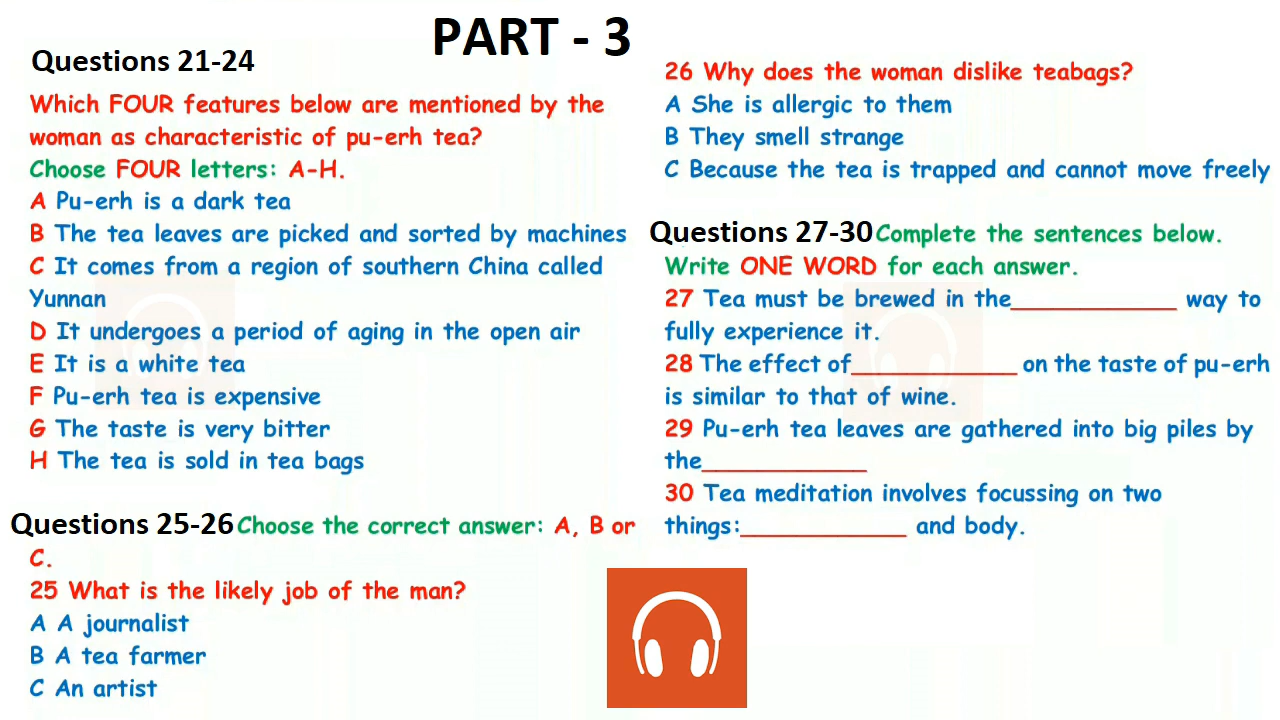 PART - 3
Questions 21-24
Which FOUR features below are mentioned by the
woman as characteristic of pu-erh tea?
Choose FOUR letters: A-H.
A Pu-erh is a dark tea
B The tea leaves are picked and sorted by machines
C It comes from a region of southern China called
Yunnan
D It undergoes a period of aging in the open air
E It is a white tea
F Pu-erh tea is expensive
G The taste is very bitter
H The tea is sold in tea bags
Questions 25-26 Choose the correct answer: A, B or
C.
25 What is the likely job of the man?
A A journalist
B A tea farmer
C An artist
26 Why does the woman dislike teabags?
A She is allergic to them
B They smell strange
C Because the tea is trapped and cannot move freely
Questions 27-30 Complete the sentences below.
Write ONE WORD for each answer.
27 Tea must be brewed in the____________ way to
fully experience it.
28 The effect of____________ on the taste of pu-erh
is similar to that of wine.
29 Pu-erh tea leaves are gathered into big piles by
the____________
30 Tea meditation involves focussing on two
things:____________ and body.